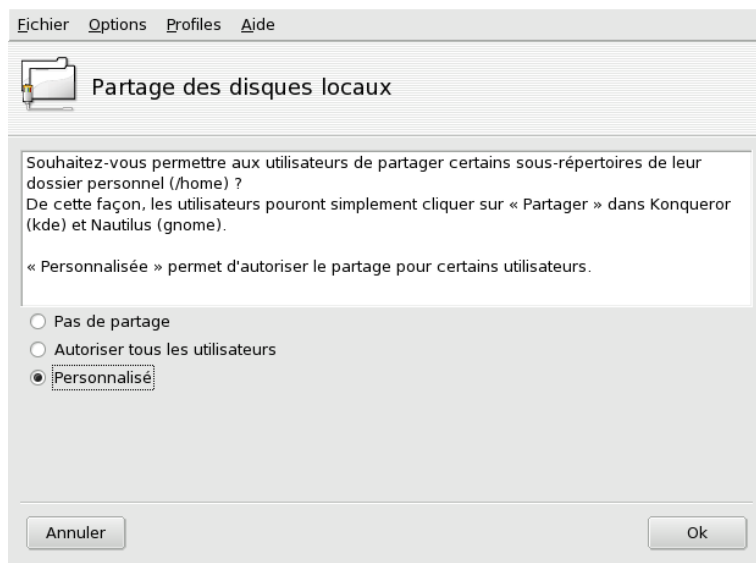 Fichier Options Profiles Aide
Partage des disques locaux
Souhaitez-vous permettre aux utilisateurs de partager certains sous-répertoires de leur
dossier personnel (/home) ?
De cette façon, les utilisateurs pouront simplement cliquer sur « Partager » dans Konqueror
(kde) et Nautilus (gnome).
« Personnalisée » permet d'autoriser le partage pour certains utilisateurs.
Pas de partage
Autoriser tous les utilisateurs
Personnalisé
Annuler Ok